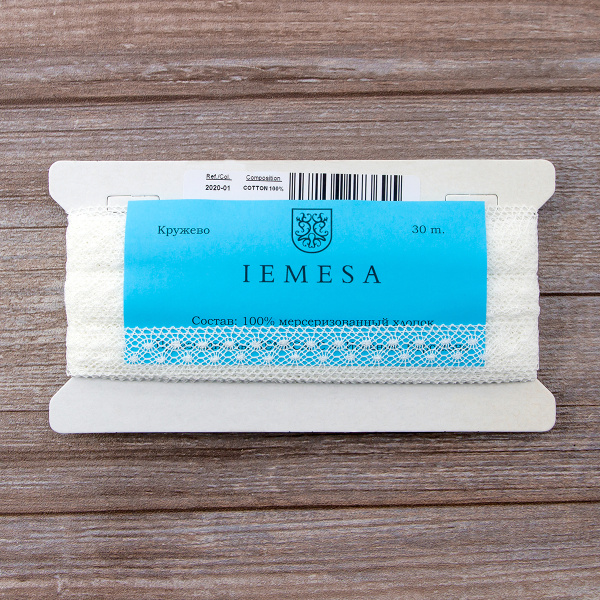 Ref./Col. Composition
2020-01 COTTON 100%
Кружево 30 m.
IEMESA
Состав: 100% мерсеризованный хлопок